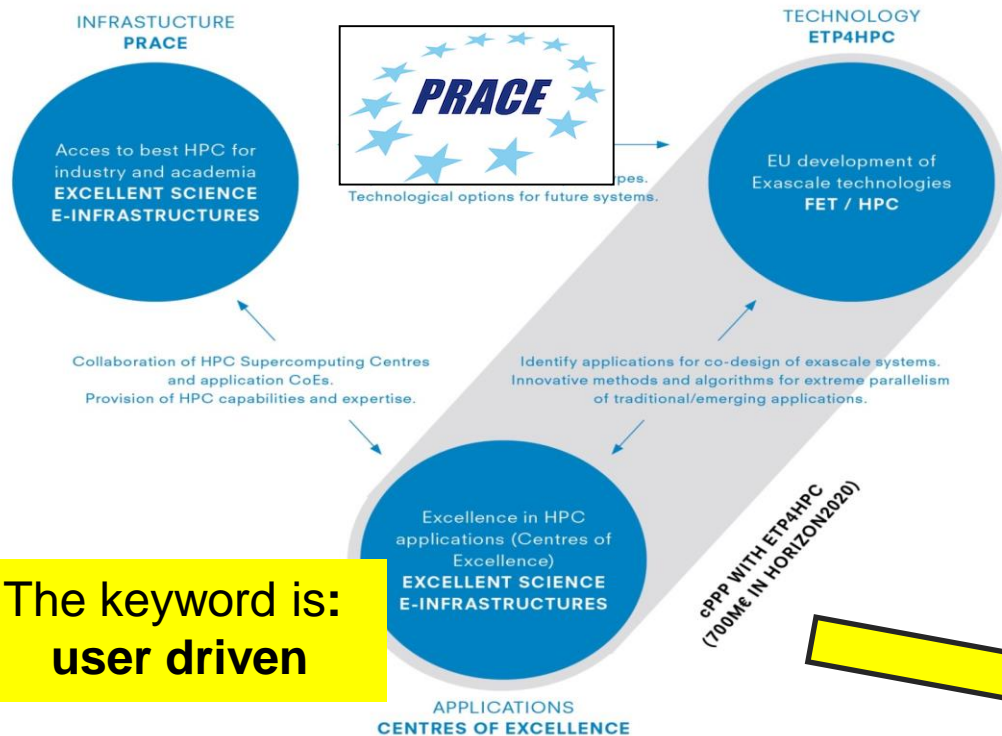 INFRASTUCTURE
PRACE
TECHNOLOGY
ETP4HPC
PRACE
Acces to best HPC for
industry and academia
EXCELLENT SCIENCE
E-INFRASTRUCTURES
EU development of
Exascale technologies
FET / HPC
Technological options for future systems.
Collaboration of HPC Supercomputing Centres
and application CoEs.
Provision of HPC capabilities and expertise.
Identify applications for co-design of exascale systems.
Innovative methods and algorithms for extreme parallelism
of traditional/emerging applications.
Excellence in HPC
applications (Centres of
Excellence)
EXCELLENT SCIENCE
E-INFRASTRUCTURES
cPPP WITH ETP4HPC
(700M€ IN HORIZON2020)
The keyword is:
user driven
APPLICATIONS
CENTRES OF EXCELLENCE